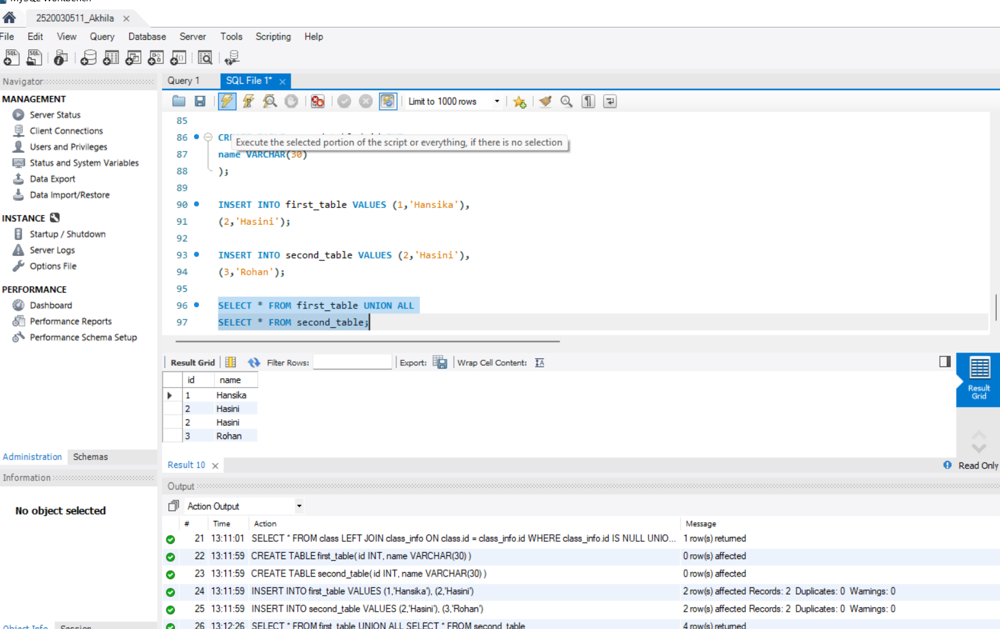 MySQL Workbench
2520030511_Akhila ×
File Edit View Query Database Server Tools Scripting Help
Navigator
MANAGEMENT
Server Status
Client Connections
Users and Privileges
Status and System Variables
Data Export
Data Import/Restore
INSTANCE
Startup / Shutdown
Server Logs
Options File
PERFORMANCE
Dashboard
Performance Reports
Performance Schema Setup
Administration Schemas
Information
No object selected
Object Info Session
Query 1 SQL File 1* ×
Limit to 1000 rows
85
86 CRE
Execute the selected portion of the script or everything, if there is no selection
87 name VARCHAR(30)
88 );
89
90 INSERT INTO first_table VALUES (1,'Hansika'),
91 (2,'Hasini');
92
93 INSERT INTO second_table VALUES (2,'Hasini'),
94 (3,'Rohan');
95
96 SELECT * FROM first_table UNION ALL
97 SELECT * FROM second_table;
Result Grid Filter Rows: Export: Wrap Cell Content:
id name
1 Hansika
2 Hasini
2 Hasini
3 Rohan
Result
Grid
Result 10 × Read Only
Output
Action Output
# Time Action Message
21 13:11:01 SELECT * FROM class LEFT JOIN class_info ON class.id = class_info.id WHERE class_info.id IS NULL UNIO... 1 row(s) returned
22 13:11:59 CREATE TABLE first_table( id INT, name VARCHAR(30) ) 0 row(s) affected
23 13:11:59 CREATE TABLE second_table( id INT, name VARCHAR(30) ) 0 row(s) affected
24 13:11:59 INSERT INTO first_table VALUES (1,'Hansika'), (2,'Hasini') 2 row(s) affected Records: 2 Duplicates: 0 Warnings: 0
25 13:11:59 INSERT INTO second_table VALUES (2,'Hasini'), (3,'Rohan') 2 row(s) affected Records: 2 Duplicates: 0 Warnings: 0
26 13:12:26 SELECT * FROM first_table UNION ALL SELECT * FROM second_table 4 row(s) returned